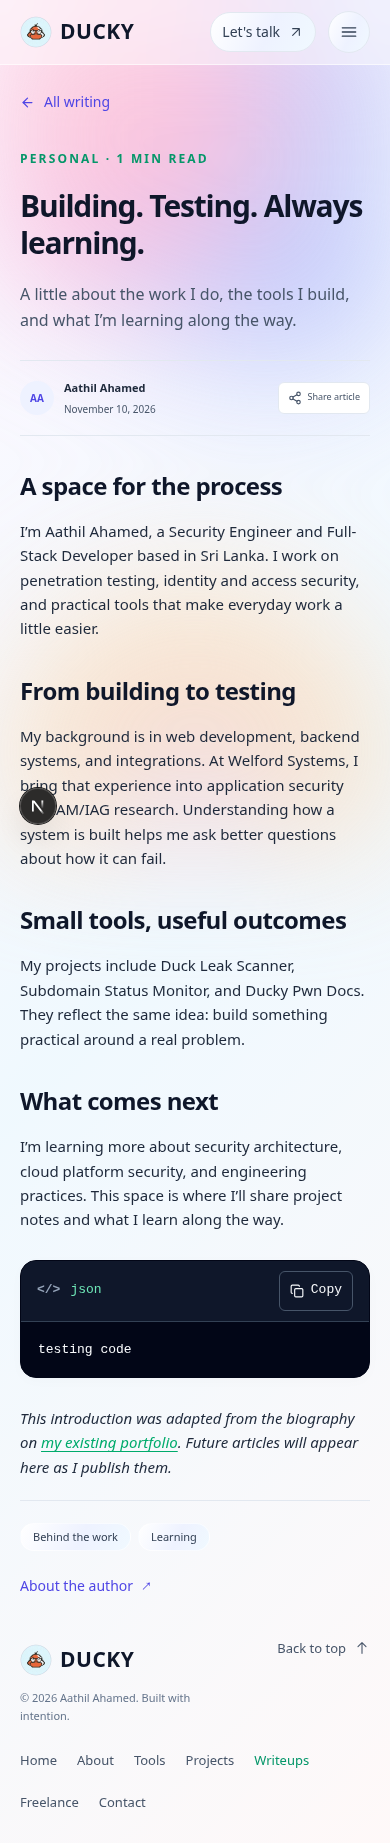 DUCKY
Let's talk
All writing
PERSONAL · 1 MIN READ
Building. Testing. Always
learning.
A little about the work I do, the tools I build,
and what I’m learning along the way.
AA
Aathil Ahamed
November 10, 2026
Share article
A space for the process
I’m Aathil Ahamed, a Security Engineer and Full-
Stack Developer based in Sri Lanka. I work on
penetration testing, identity and access security,
and practical tools that make everyday work a
little easier.
From building to testing
My background is in web development, backend
systems, and integrations. At Welford Systems, I
bring that experience into application security
AM/IAG research. Understanding how a
system is built helps me ask better questions
about how it can fail.
N
Small tools, useful outcomes
My projects include Duck Leak Scanner,
Subdomain Status Monitor, and Ducky Pwn Docs.
They reflect the same idea: build something
practical around a real problem.
What comes next
I’m learning more about security architecture,
cloud platform security, and engineering
practices. This space is where I’ll share project
notes and what I learn along the way.
</> json
Copy
testing code
This introduction was adapted from the biography
on my existing portfolio. Future articles will appear
here as I publish them.
Behind the work
Learning
About the author ↗
DUCKY
Back to top
© 2026 Aathil Ahamed. Built with
intention.
Home About Tools Projects Writeups
Freelance Contact